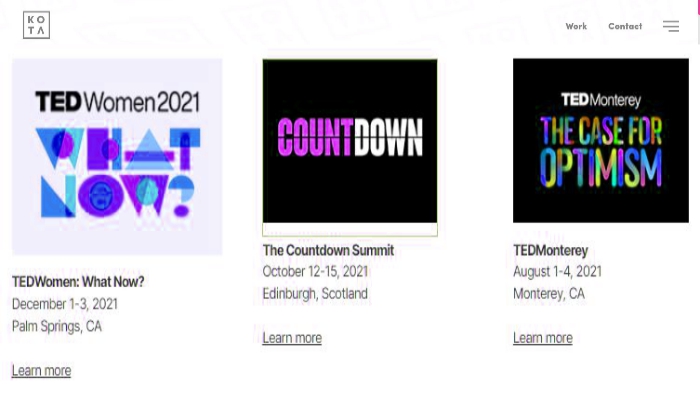 KO
TA
Work
Contact
TEDWomen2021
WHAT
NOW?
TEDWomen: What Now?
December 1-3, 2021
Palm Springs, CA
Learn more
COUNTDOWN
The Countdown Summit
October 12-15, 2021
Edinburgh, Scotland
Learn more
TEDMonterey
THE CASE FOR
OPTIMISM
TEDMonterey
August 1-4, 2021
Monterey, CA
Learn more